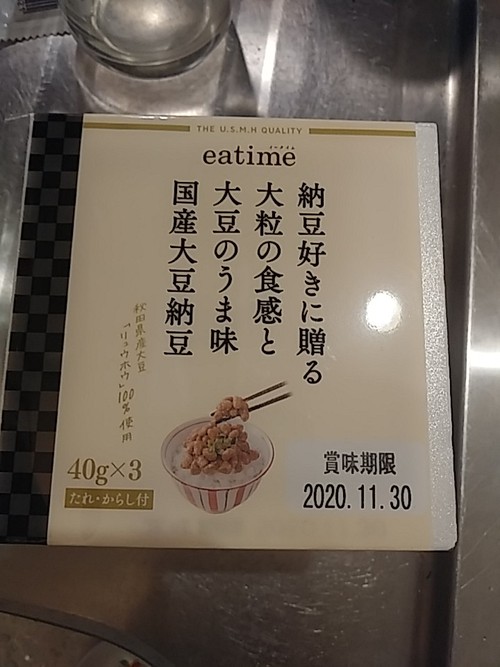 THE U.S.M.H QUALITY
イータイム
eatime
納豆好きに贈る
大粒の食感と
大豆のうま味
国産大豆納豆
秋田県産大豆
「リュウホウ」100%使用
40g×3
たれ・からし付
賞味期限
2020.11.30